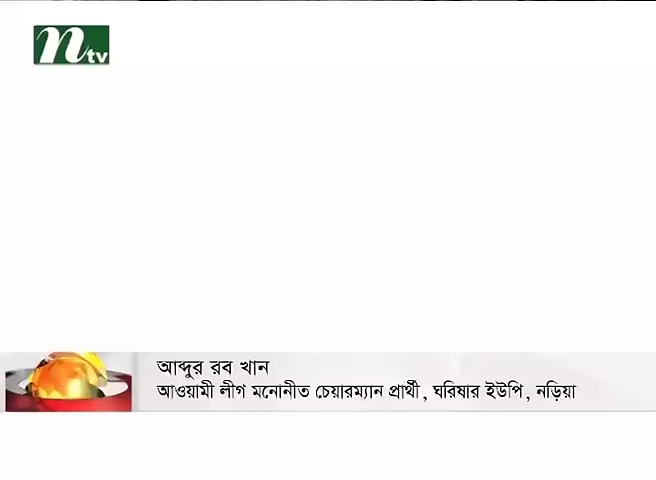 ntv
আব্দুর রব খান
আওয়ামী লীগ মনোনীত চেয়ারম্যান প্রার্থী, ঘরিষার ইউপি, নড়িয়া